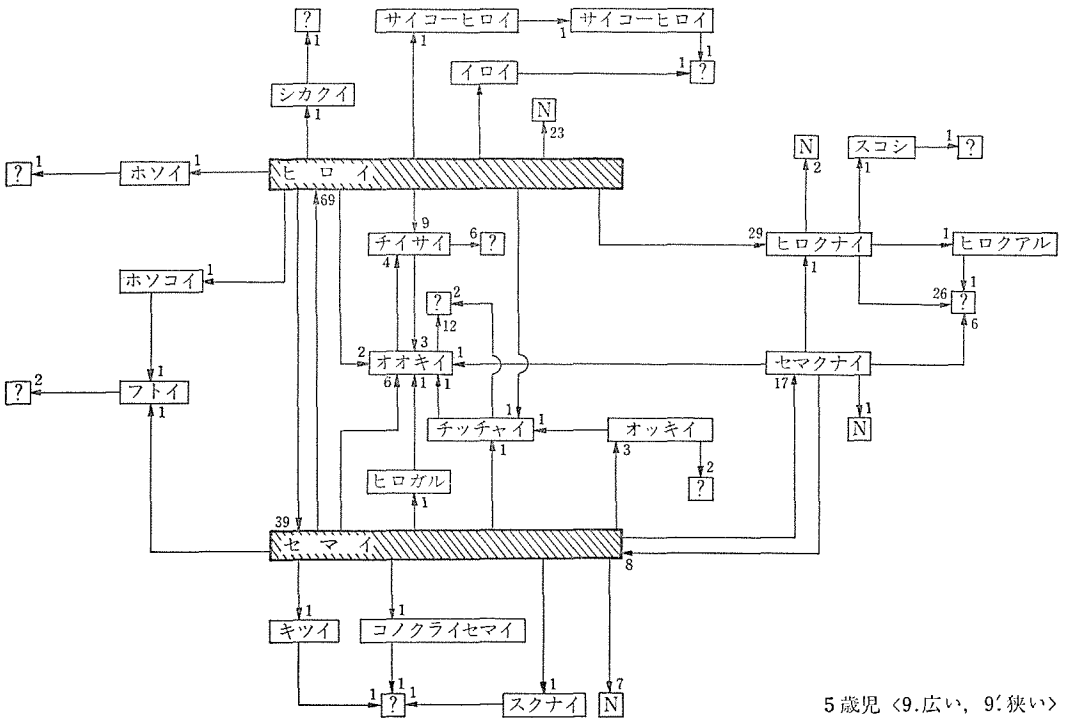 ? サイコーヒロイ 1 サイコーヒロイ
1 1 1
イロイ 1 ?
シカクイ
1 N
23 N スコシ 1 ?
2 1
? 1 ホソイ 1 ヒロイ
69
9 29 ヒロクナイ 1 ヒロクアル
チイサイ 6 ?
4 1 1
ホソコイ 1 ? 2 26 ?
12 6
3
2 オオキイ 1 セマクナイ
1 6 1 1 17
? 2 フトイ 1
1 1 N
チッチャイ 1 オッキイ
1 3 2
ヒロガル ?
1
39
セマイ
8
1 1
キツイ コノクライセマイ
1 1 7
1 ? 1 スクナイ N
5歳児〈9.広い, 9′.狭い〉